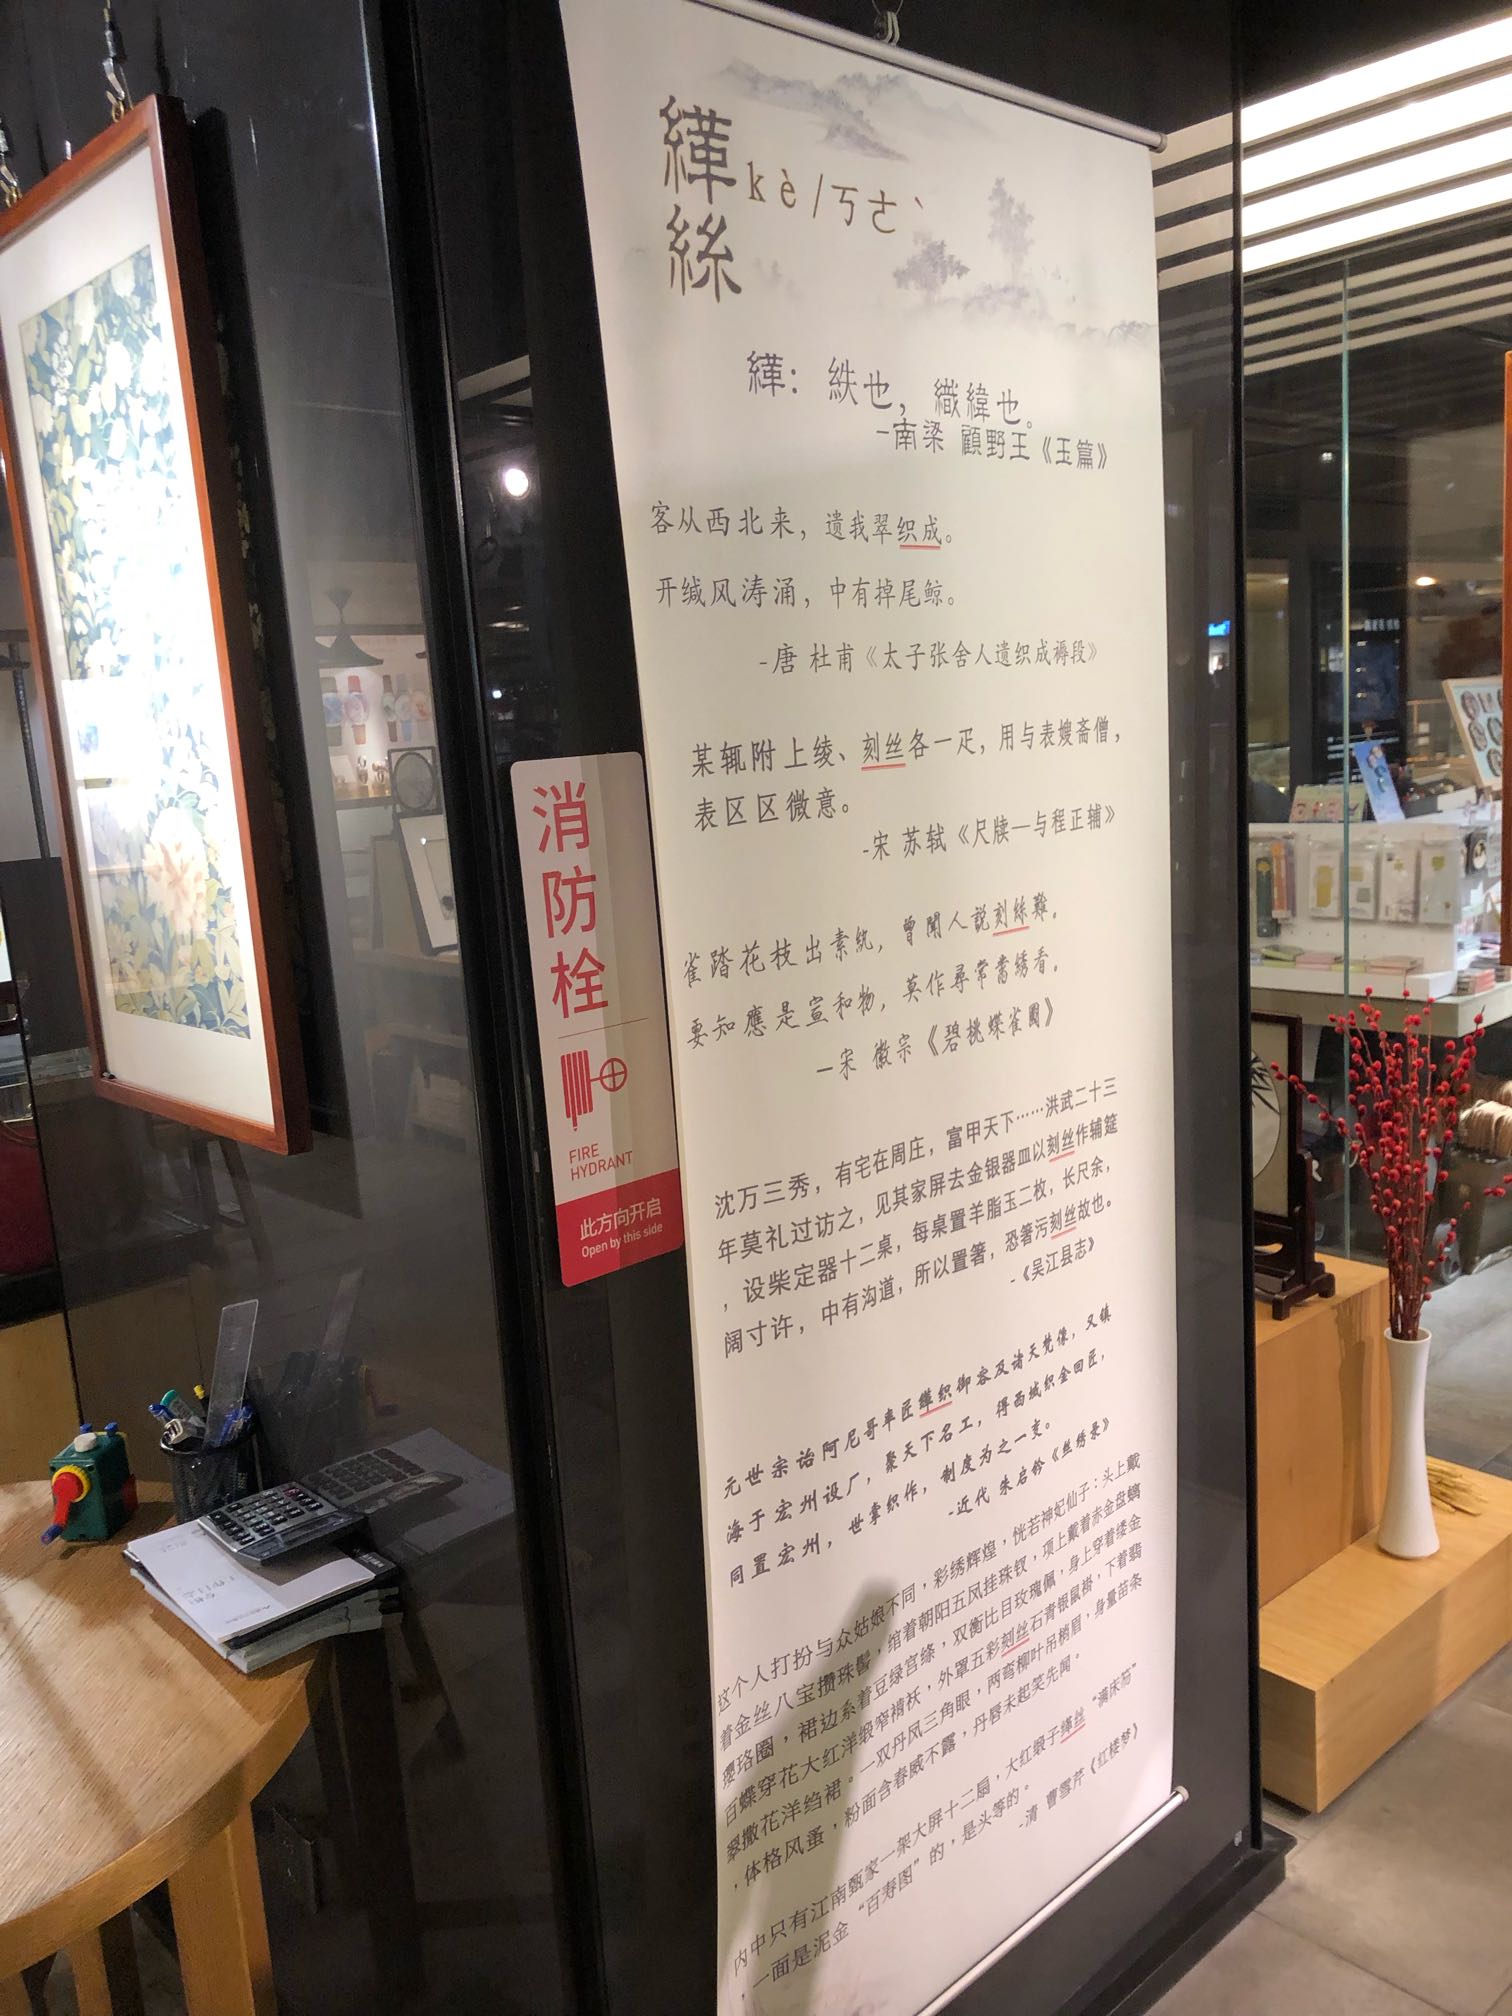 緙絲
kè/ㄎㄜˋ
緙：紩也，織緯也。
-南梁 顧野王《玉篇》
客从西北来，遗我翠织成。
开缄风涛涌，中有掉尾鲸。
-唐 杜甫《太子张舍人遗织成褥段》
某辄附上绫、刻丝各一疋，用与表嫂斋僧，
表区区微意。
-宋 苏轼《尺牍—与程正辅》
雀踏花枝出素纨，曾聞人説刻絲難。
要知應是宣和物，莫作尋常黹绣看。
—宋 徽宗《碧桃蝶雀圖》
沈万三秀，有宅在周庄，富甲天下……洪武二十三
年莫礼过访之，见其家屏去金银器皿以刻丝作辅筵
，设柴定器十二桌，每桌置羊脂玉二枚，长尺余，
阔寸许，中有沟道，所以置箸，恐箸污刻丝故也。
-《吴江县志》
元世宗诒阿尼哥率匠缂织御容及诸天梵像，又镇
海于宏州设厂，聚天下名工，得西域织金回匠，
同置宏州，世掌织作，制度为之一变。
-近代 朱启钤《丝绣录》
这个人打扮与众姑娘不同，彩绣辉煌，恍若神妃仙子：头上戴
着金丝八宝攒珠髻，绾着朝阳五凤挂珠钗，项上戴着赤金盘螭
璎珞圈，裙边系着豆绿宫绦，双衡比目玫瑰佩，身上穿着缕金
百蝶穿花大红洋缎窄褃袄，外罩五彩刻丝石青银鼠褂，下着翡
翠撒花洋绉裙。一双丹凤三角眼，两弯柳叶吊梢眉，身量苗条
，体格风骚，粉面含春威不露，丹唇未起笑先闻。
内中只有江南甄家一架大屏十二扇，大红缎子缂丝“满床笏”
，一面是泥金“百寿图”的，是头等的。
-清 曹雪芹《红楼梦》
消防栓
FIRE
HYDRANT
此方向开启
Open by this side